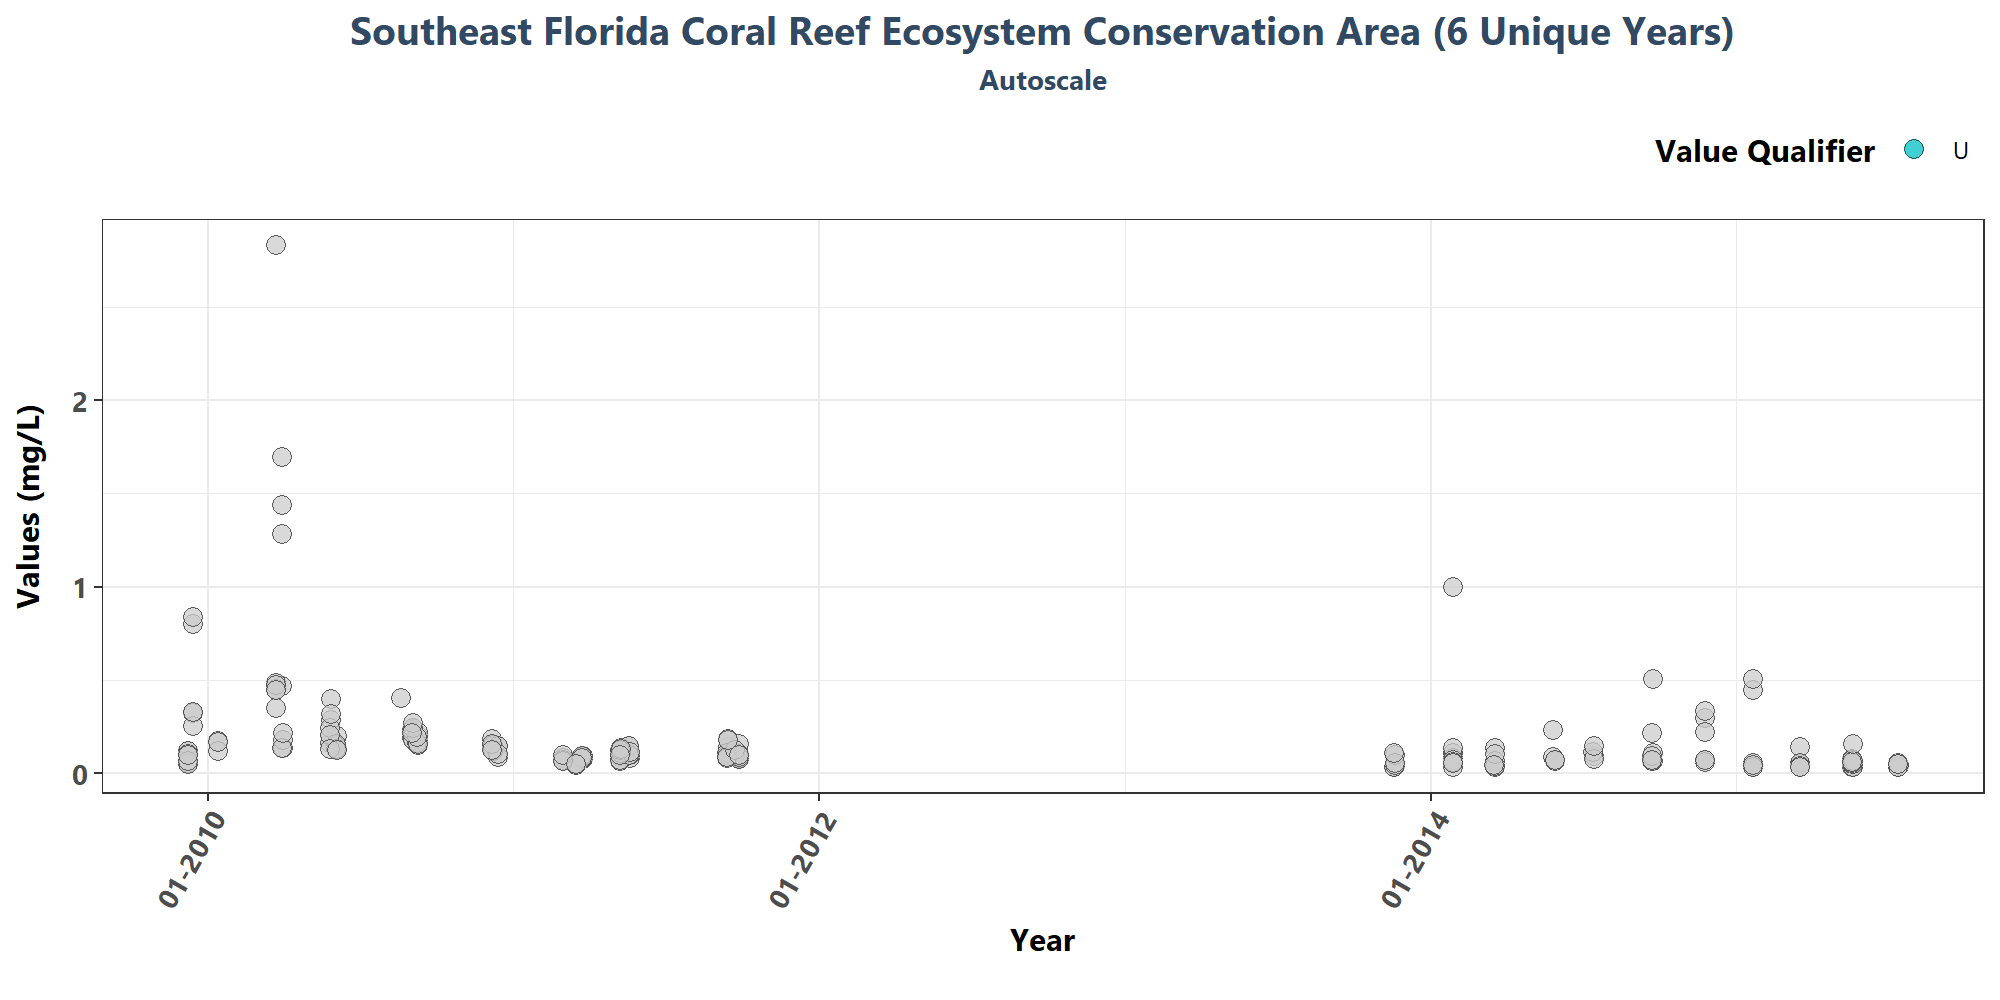 Southeast Florida Coral Reef Ecosystem Conservation Area (6 Unique Years)
Autoscale
Value Qualifier U
Values (mg/L)
2
1
0
01-2010 01-2012 01-2014
Year